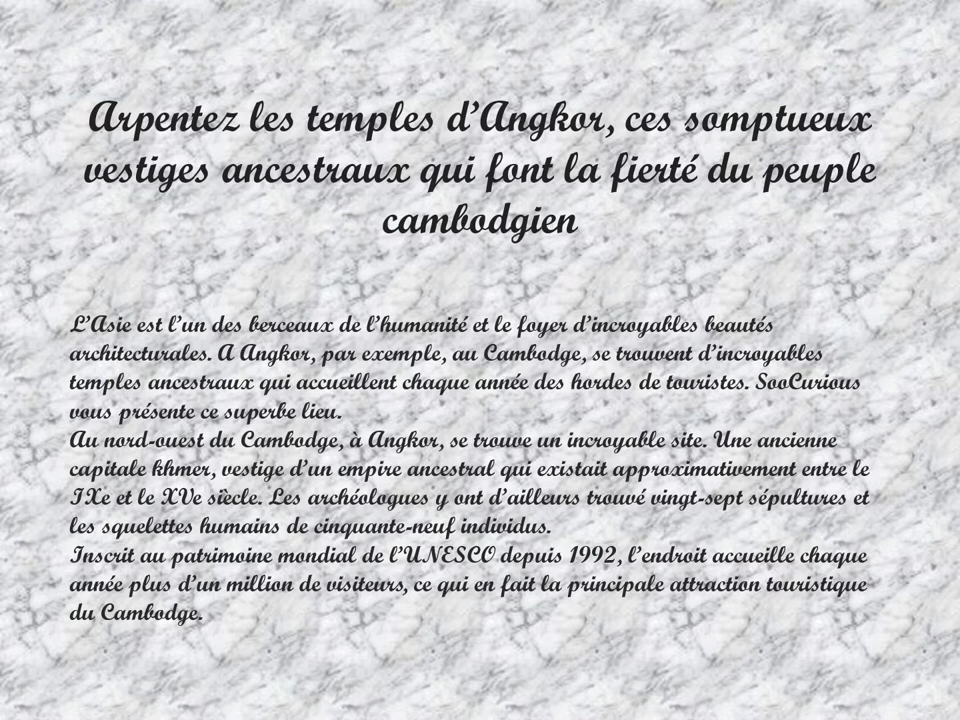 Arpentez les temples d’Angkor, ces somptueux
vestiges ancestraux qui font la fierté du peuple
cambodgien
L’Asie est l’un des berceaux de l’humanité et le foyer d’incroyables beautés
architecturales. A Angkor, par exemple, au Cambodge, se trouvent d’incroyables
temples ancestraux qui accueillent chaque année des hordes de touristes. SooCurious
vous présente ce superbe lieu.
Au nord-ouest du Cambodge, à Angkor, se trouve un incroyable site. Une ancienne
capitale khmer, vestige d’un empire ancestral qui existait approximativement entre le
IXe et le XVe siècle. Les archéologues y ont d’ailleurs trouvé vingt-sept sépultures et
les squelettes humains de cinquante-neuf individus.
Inscrit au patrimoine mondial de l’UNESCO depuis 1992, l’endroit accueille chaque
année plus d’un million de visiteurs, ce qui en fait la principale attraction touristique
du Cambodge.